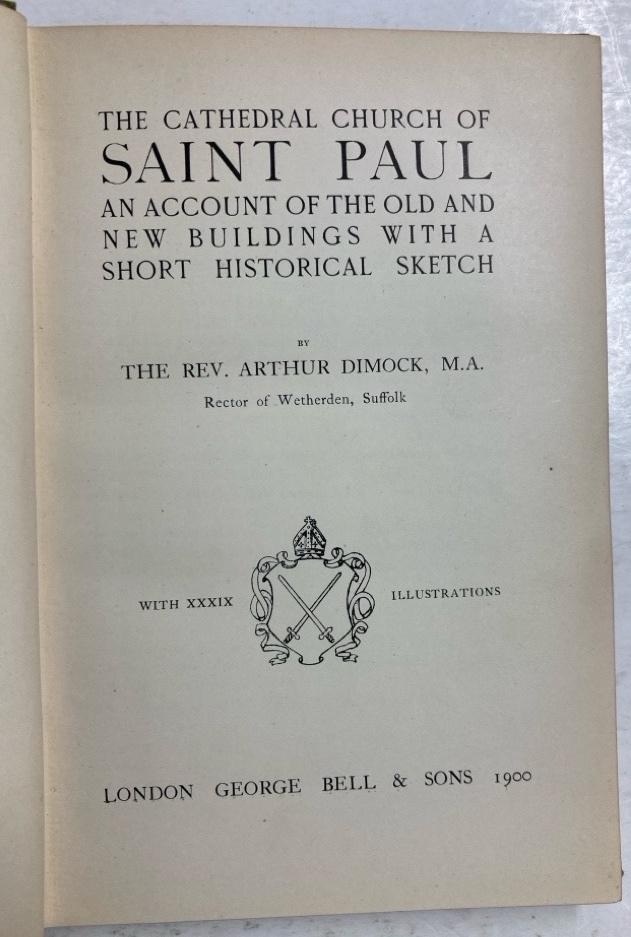 THE CATHEDRAL CHURCH OF
SAINT PAUL
AN ACCOUNT OF THE OLD AND
NEW BUILDINGS WITH A
SHORT HISTORICAL SKETCH
BY
THE REV. ARTHUR DIMOCK, M.A.
Rector of Wetherden, Suffolk
WITH XXXIX ILLUSTRATIONS
LONDON GEORGE BELL & SONS 1900